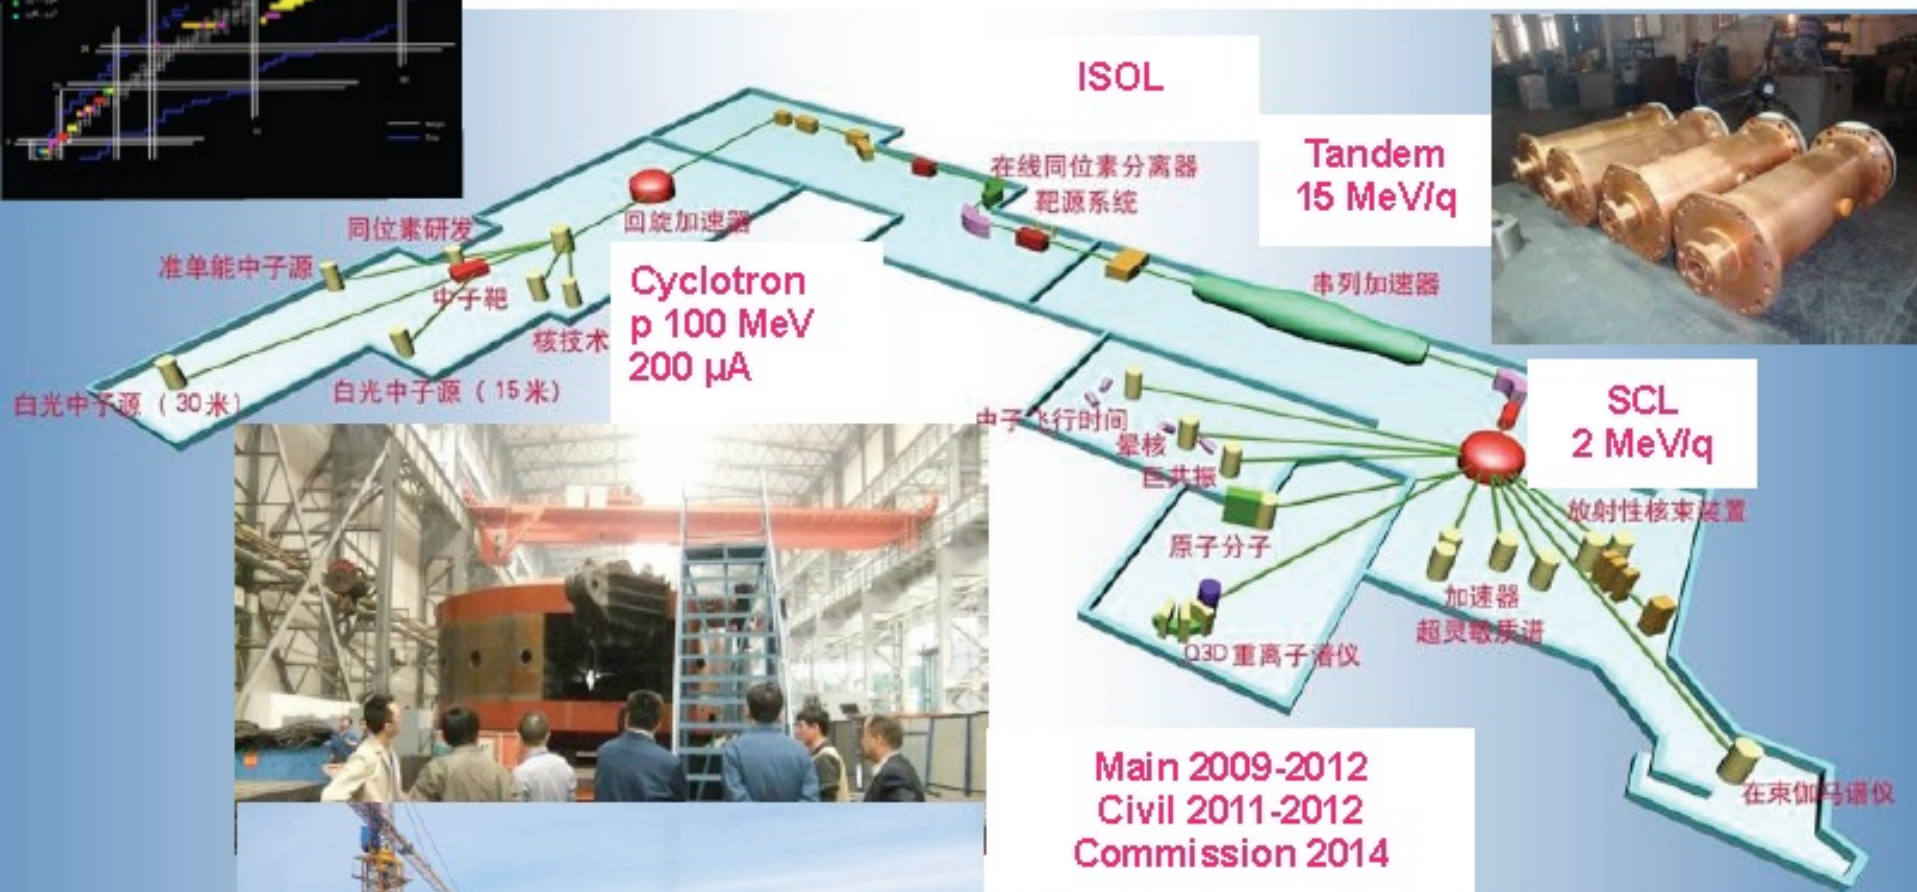 ISOL
Tandem
15 MeV/q
在线同位素分离器
靶源系统
同位素研发
回旋加速器
准单能中子源
中子靶
Cyclotron
p 100 MeV
200 μA
串列加速器
核技术
白光中子源（15米）
白光中子源（30米）
SCL
2 MeV/q
中子飞行时间
晕核
巨共振
放射性核束装置
原子分子
加速器
超灵敏质谱
Q3D重离子谱仪
Main 2009-2012
Civil 2011-2012
Commission 2014
在束伽马谱仪